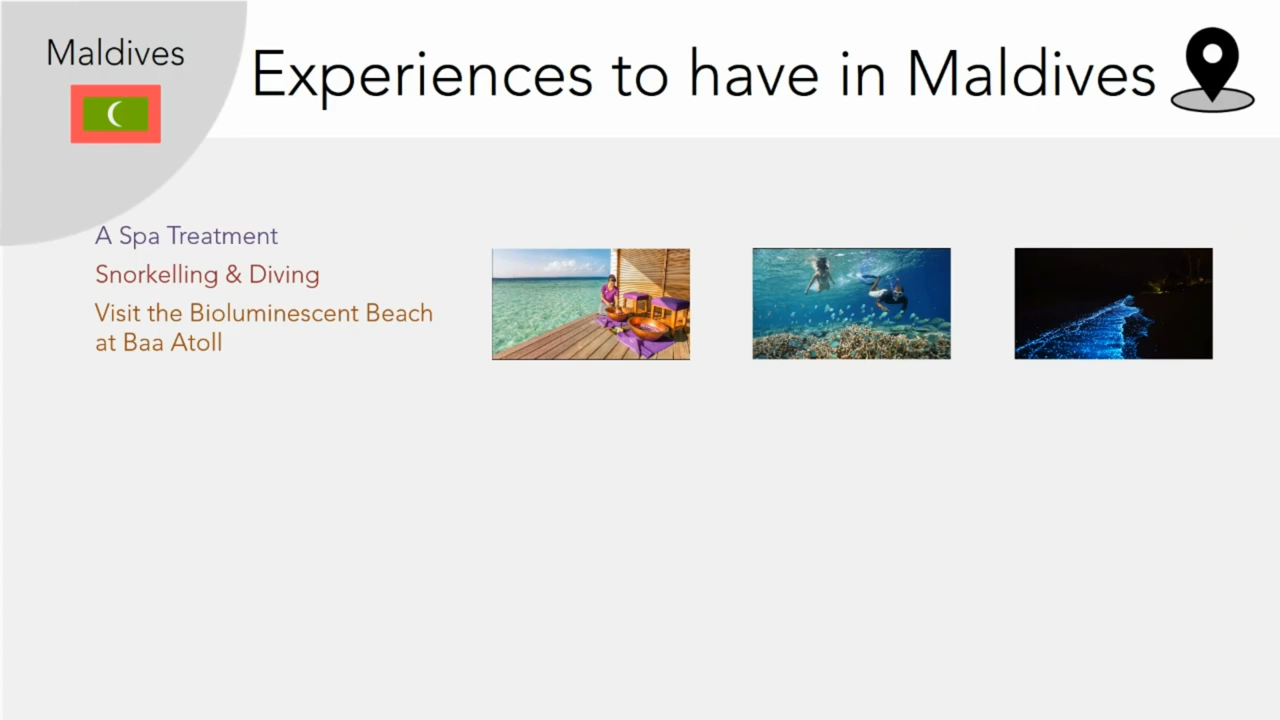 Maldives
Experiences to have in Maldives
A Spa Treatment
Snorkelling & Diving
Visit the Bioluminescent Beach
at Baa Atoll